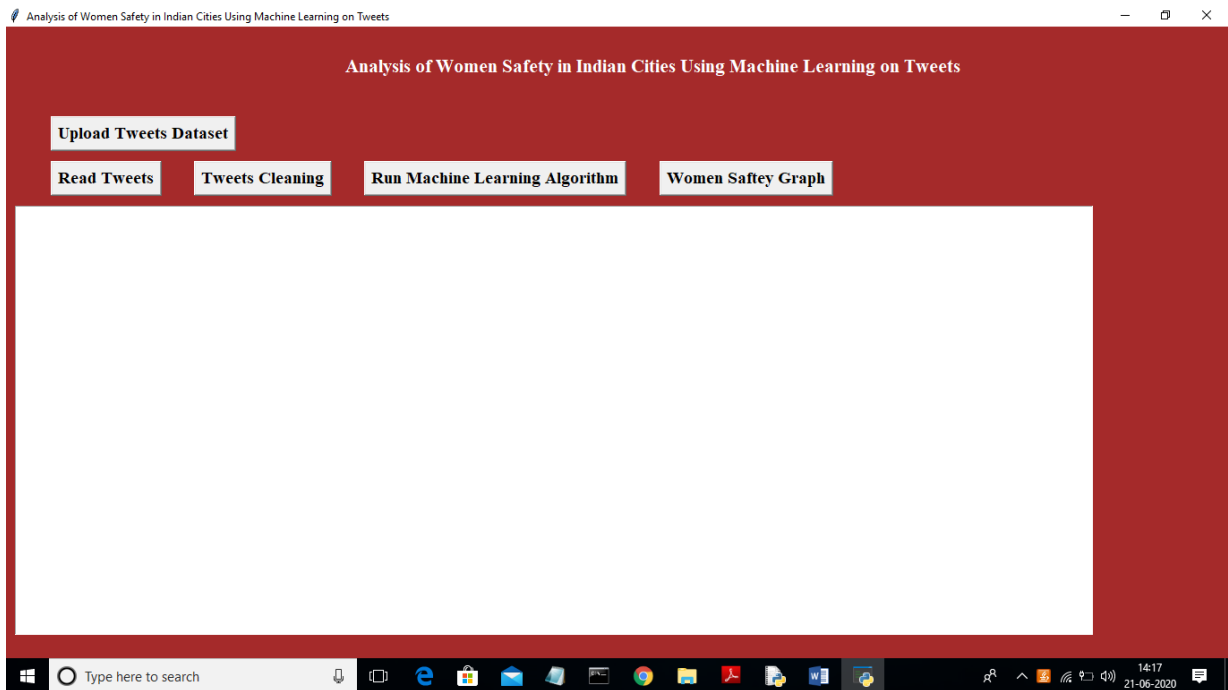 Analysis of Women Safety in Indian Cities Using Machine Learning on Tweets
Analysis of Women Safety in Indian Cities Using Machine Learning on Tweets
Upload Tweets Dataset
Read Tweets Tweets Cleaning Run Machine Learning Algorithm Women Saftey Graph
Type here to search
14:17
21-06-2020